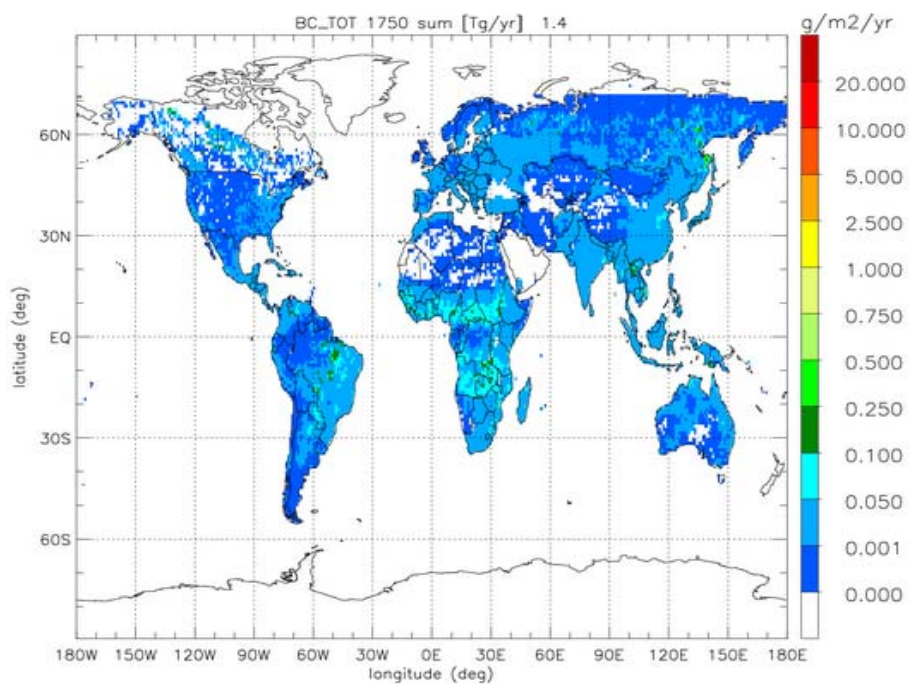 BC_TOT 1750 sum [Tg/yr] 1.4
g/m2/yr
20.000
10.000
5.000
2.500
1.000
0.750
0.500
0.250
0.100
0.050
0.001
0.000
latitude (deg)
60N
30N
EQ
30S
60S
180W 150W 120W 90W 60W 30W 0E 30E 60E 90E 120E 150E 180E
longitude (deg)